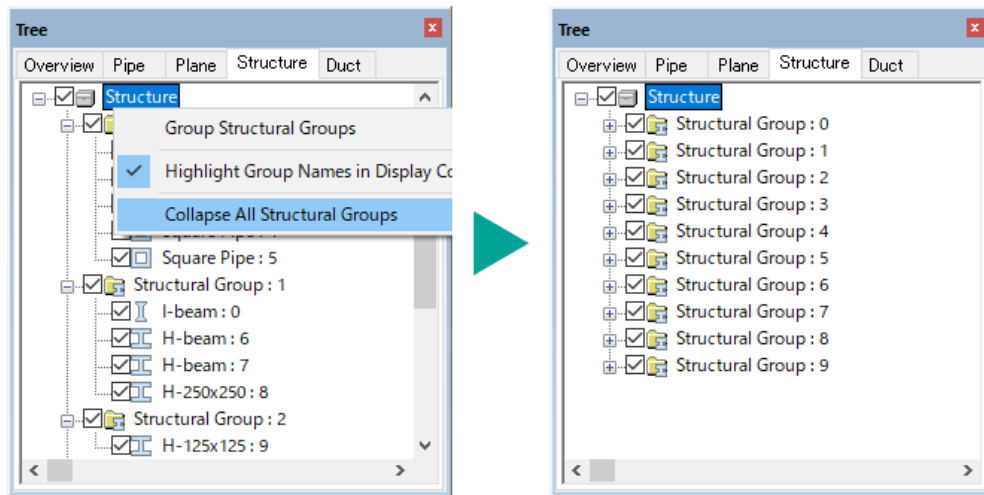 Tree
Overview Pipe Plane Structure Duct
Structure
Group Structural Groups
Highlight Group Names in Display Co
Collapse All Structural Groups
Square Pipe : 5
Structural Group : 1
I-beam : 0
H-beam : 6
H-beam : 7
H-250x250 : 8
Structural Group : 2
H-125x125 : 9
Tree
Overview Pipe Plane Structure Duct
Structure
Structural Group : 0
Structural Group : 1
Structural Group : 2
Structural Group : 3
Structural Group : 4
Structural Group : 5
Structural Group : 6
Structural Group : 7
Structural Group : 8
Structural Group : 9